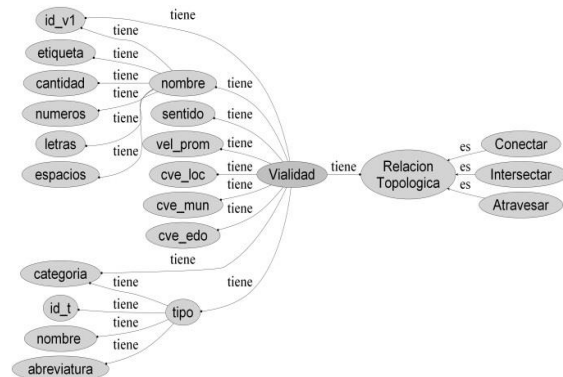 id_v1
tiene
tiene
etiqueta
tiene
cantidad
tiene
nombre
tiene
numeros
tiene
sentido
tiene
letras
tiene
vel_prom
tiene
espacios
tiene
cve_loc
tiene
Vialidad
tiene
Relacion
Topologica
es
Conectar
es
Intersectar
es
Atravesar
cve_mun
tiene
cve_edo
tiene
tiene
categoria
tiene
tiene
id_t
tiene
tipo
nombre
tiene
abreviatura
tiene